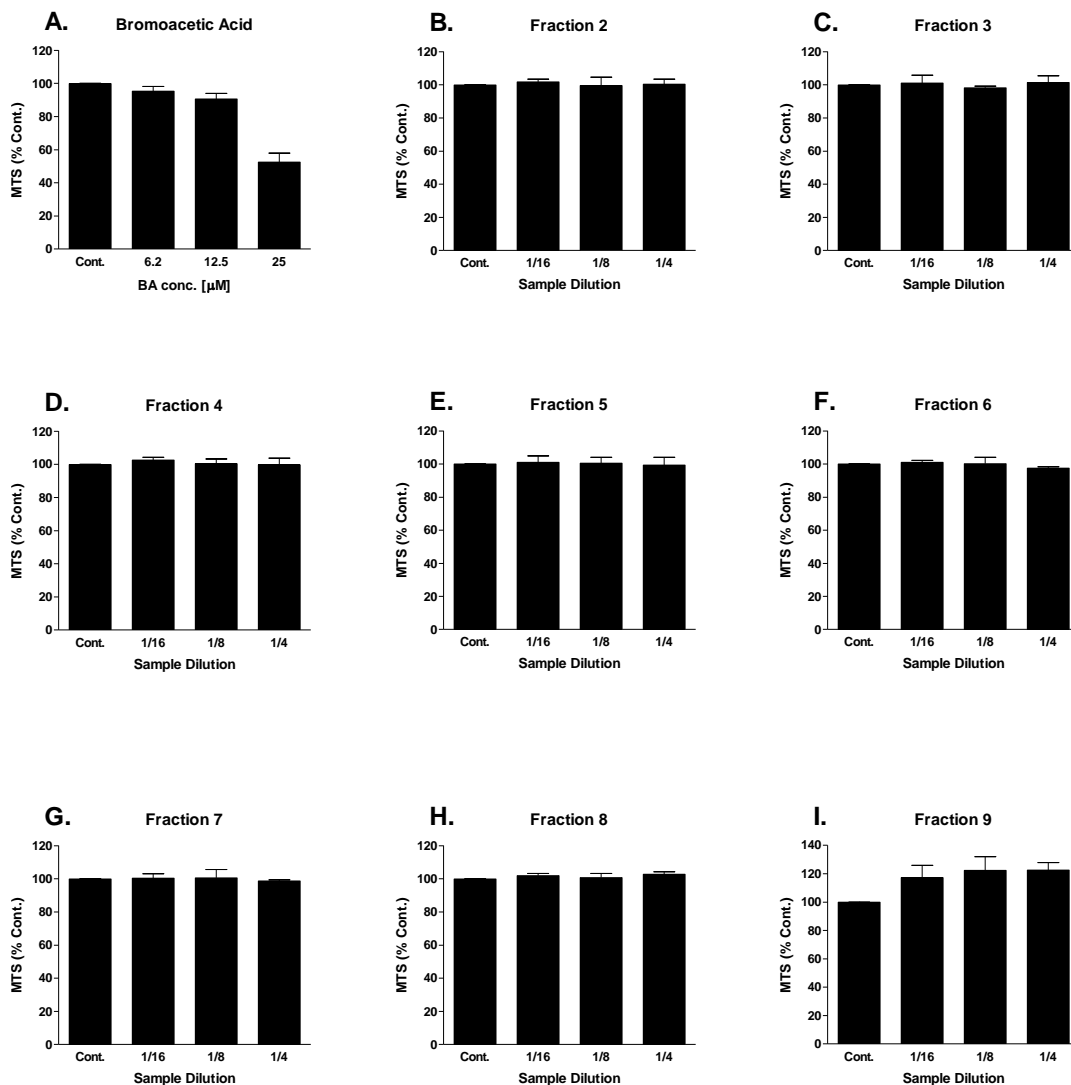 A. Bromoacetic Acid
MTS (% Cont.)
120
100
80
60
40
20
0
Cont. 6.2 12.5 25
BA conc. [µM]
B. Fraction 2
MTS (% Cont.)
120
100
80
60
40
20
0
Cont. 1/16 1/8 1/4
Sample Dilution
C. Fraction 3
MTS (% Cont.)
120
100
80
60
40
20
0
Cont. 1/16 1/8 1/4
Sample Dilution
D. Fraction 4
MTS (% Cont.)
120
100
80
60
40
20
0
Cont. 1/16 1/8 1/4
Sample Dilution
E. Fraction 5
MTS (% Cont.)
120
100
80
60
40
20
0
Cont. 1/16 1/8 1/4
Sample Dilution
F. Fraction 6
MTS (% Cont.)
120
100
80
60
40
20
0
Cont. 1/16 1/8 1/4
Sample Dilution
G. Fraction 7
MTS (% Cont.)
120
100
80
60
40
20
0
Cont. 1/16 1/8 1/4
Sample Dilution
H. Fraction 8
MTS (% Cont.)
120
100
80
60
40
20
0
Cont. 1/16 1/8 1/4
Sample Dilution
I. Fraction 9
MTS (% Cont.)
140
120
100
80
60
40
20
0
Cont. 1/16 1/8 1/4
Sample Dilution